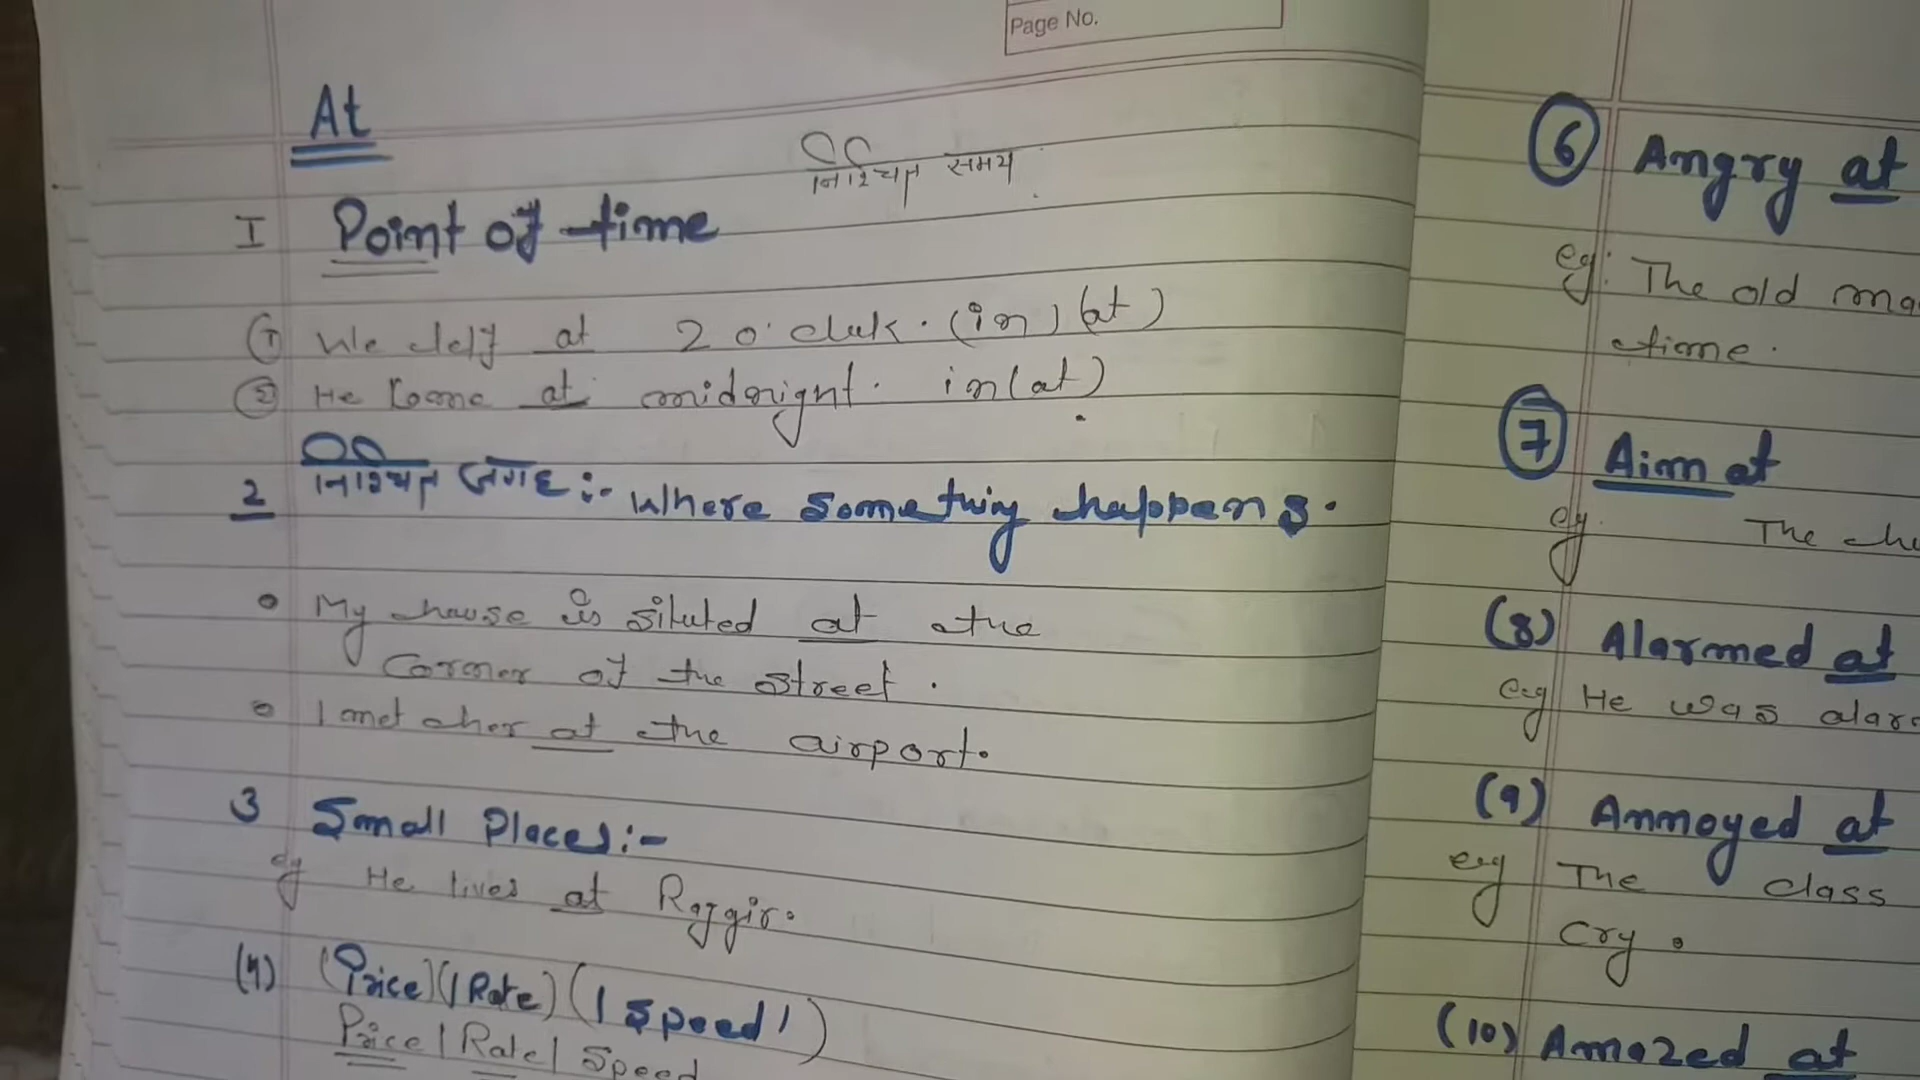 Page No.
At
निश्चित समय
I Point of time
① We left at 2 o'clock. (in) (at)
② He came at midnight. in (at)
2 निश्चित जगह :- Where something happens.
• My house is situted at the
corner of the street.
• I met her at the airport.
3 Small Places :-
eg He lives at Rajgir.
(4) (Price) (Rate) (Speed)
Price | Rate | Speed
⑥ Angry at
eg: The old ma
time.
⑦ Aim at
eg. The
(8) Alarmed at
eg He was alar
(9) Annoyed at
eg The class
Cry.
(10) Amazed at